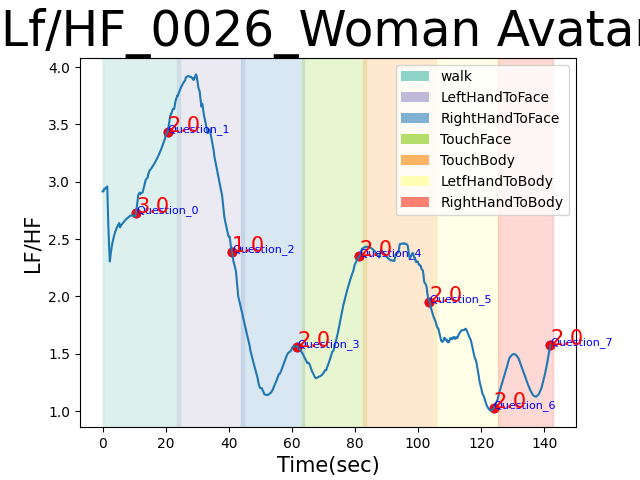 Lf/HF_0026_Woman Avatar
4.0
3.5
3.0
2.5
2.0
1.5
1.0
LF/HF
0
20
40
60
80
100
120
140
Time(sec)
walk
LeftHandToFace
RightHandToFace
TouchFace
TouchBody
LetfHandToBody
RightHandToBody
3.0
Question_0
2.0
Question_1
1.0
Question_2
2.0
Question_3
2.0
Question_4
2.0
Question_5
2.0
Question_6
2.0
Question_7